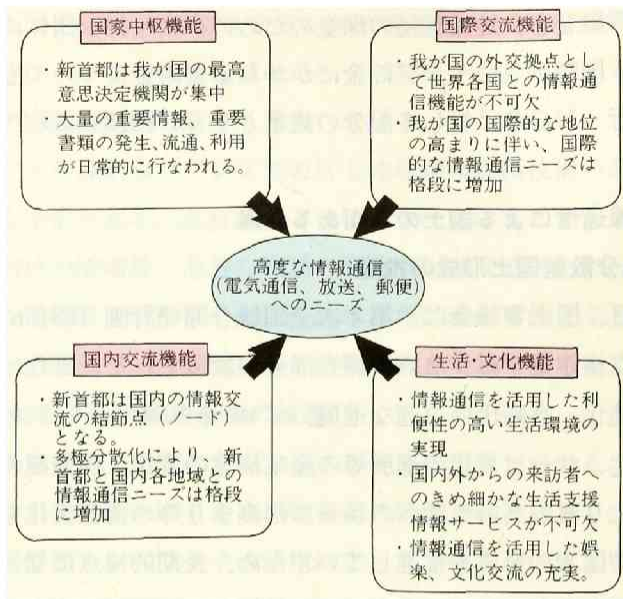 国家中枢機能
・新首都は我が国の最高
意思決定機関が集中
・大量の重要情報、重要
書類の発生、流通、利用
が日常的に行なわれる。
国際交流機能
・我が国の外交拠点とし
て世界各国との情報通
信機能が不可欠
・我が国の国際的な地位
の高まりに伴い、国際
的な情報通信ニーズは
格段に増加
高度な情報通信
(電気通信、放送、郵便)
へのニーズ
国内交流機能
・新首都は国内の情報交
流の結節点（ノード）
となる。
・多極分散化により、新
首都と国内各地域との
情報通信ニーズは格段
に増加
生活・文化機能
・情報通信を活用した利
便性の高い生活環境の
実現
・国内外からの来訪者へ
のきめ細かな生活支援
情報サービスが不可欠
・情報通信を活用した娯
楽、文化交流の充実。